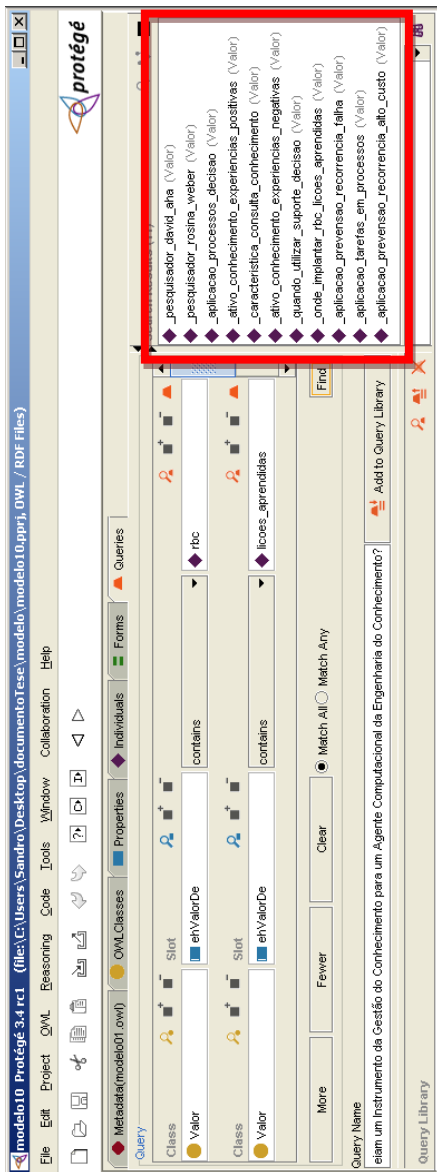 modelo10 Protégé 3.4 rc1 (file:\C:\Users\Sandro\Desktop\documentoTese\modelo\modelo10.pprj, OWL / RDF Files)
File Edit Project OWL Reasoning Code Tools Window Collaboration Help
protégé
Metadata(modelo01.owl) OWLClasses Properties Individuals Forms Queries
Query
Class Slot
Valor ehValorDe contains rbc
Class Slot
Valor ehValorDe contains licoes_aprendidas
More Fewer Clear Match All Match Any Find
Query Name
eiam um Instrumento da Gestão do Conhecimento para um Agente Computacional da Engenharia do Conhecimento? Add to Query Library
Query Library
_pesquisador_david_aha (Valor)
_pesquisador_rosina_weber (Valor)
_aplicacao_processos_decisao (Valor)
_ativo_conhecimento_experiencias_positivas (Valor)
_caracteristica_consulta_conhecimento (Valor)
_ativo_conhecimento_experiencias_negativas (Valor)
_quando_utilizar_suporte_decisao (Valor)
_onde_implantar_rbc_licoes_aprendidas (Valor)
_aplicacao_prevensao_recorrencia_falha (Valor)
_aplicacao_tarefas_em_processos (Valor)
_aplicacao_prevensao_recorrencia_alto_custo (Valor)